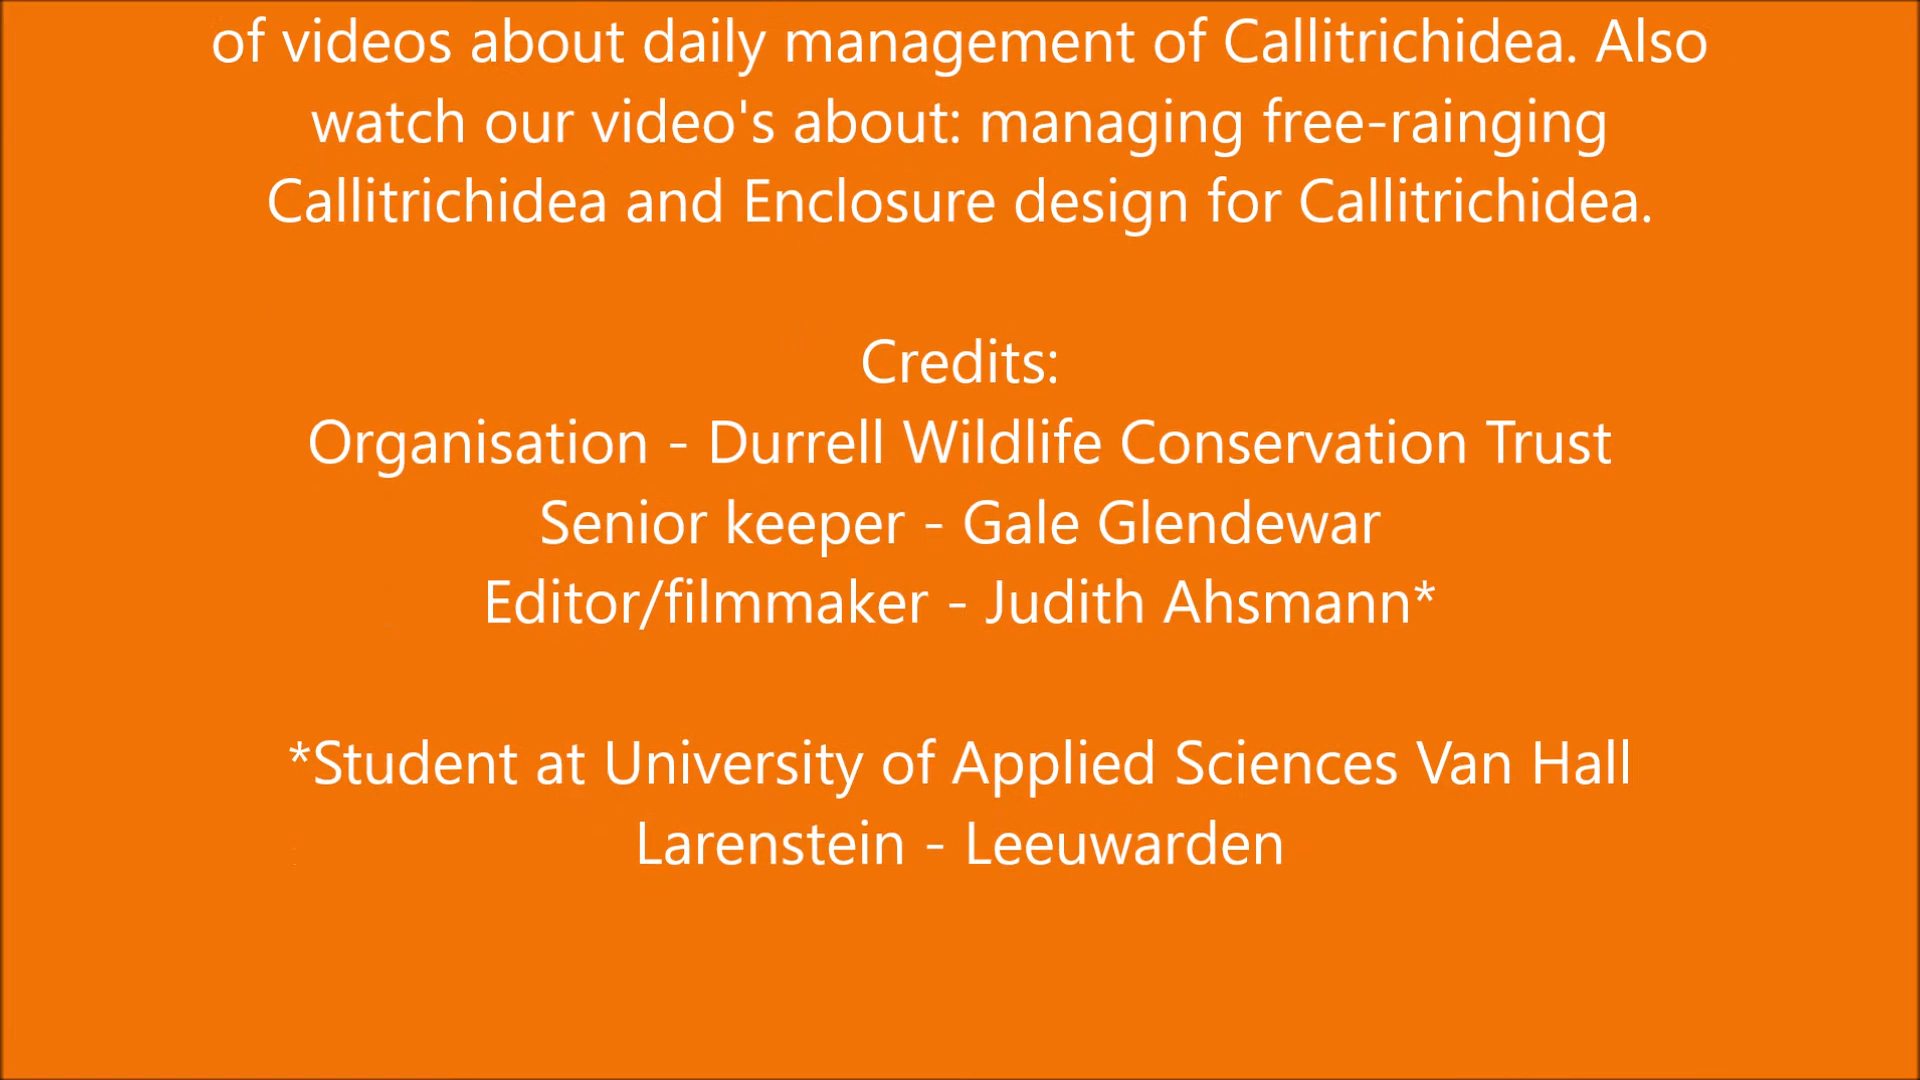 of videos about daily management of Callitrichidea. Also
watch our video's about: managing free-rainging
Callitrichidea and Enclosure design for Callitrichidea.
Credits:
Organisation - Durrell Wildlife Conservation Trust
Senior keeper - Gale Glendewar
Editor/filmmaker - Judith Ahsmann*
*Student at University of Applied Sciences Van Hall
Larenstein - Leeuwarden